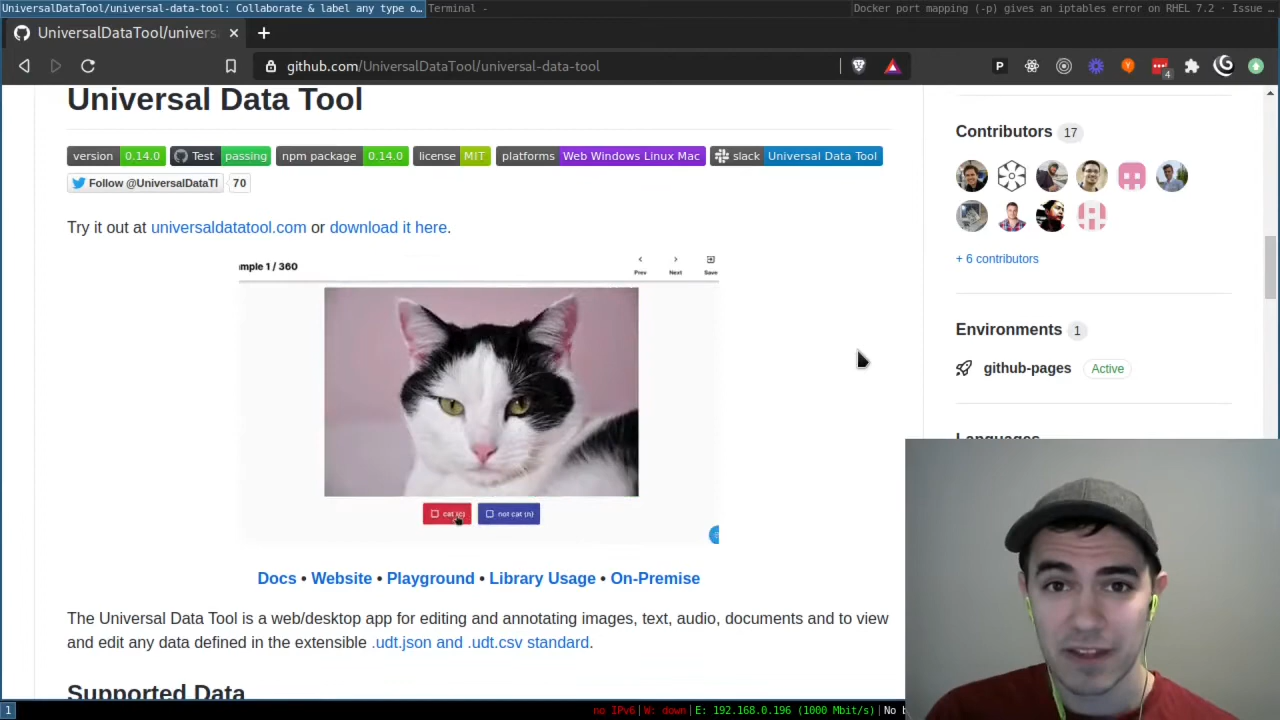 UniversalDataTool/universal-data-tool: Collaborate & label any type o…
Terminal -
Docker port mapping (-p) gives an iptables error on RHEL 7.2 · Issue …
UniversalDataTool/univers
github.com/UniversalDataTool/universal-data-tool
P
Y
4
Universal Data Tool
version 0.14.0
Test passing
npm package 0.14.0
license MIT
platforms Web Windows Linux Mac
slack Universal Data Tool
Follow @UniversalDataTl
70
Try it out at universaldatatool.com or download it here.
mple 1 / 360
Prev
Next
Save
cat (c)
not cat (n)
Docs • Website • Playground • Library Usage • On-Premise
The Universal Data Tool is a web/desktop app for editing and annotating images, text, audio, documents and to view
and edit any data defined in the extensible .udt.json and .udt.csv standard.
Supported Data
Contributors 17
+ 6 contributors
Environments 1
github-pages Active
Languages
1
no IPv6|W: down|E: 192.168.0.196 (1000 Mbit/s)|No b